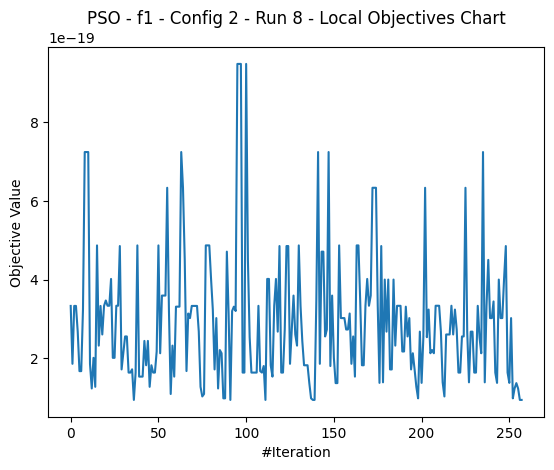 PSO - f1 - Config 2 - Run 8 - Local Objectives Chart
1e−19
8
6
4
2
Objective Value
0 50 100 150 200 250
#Iteration